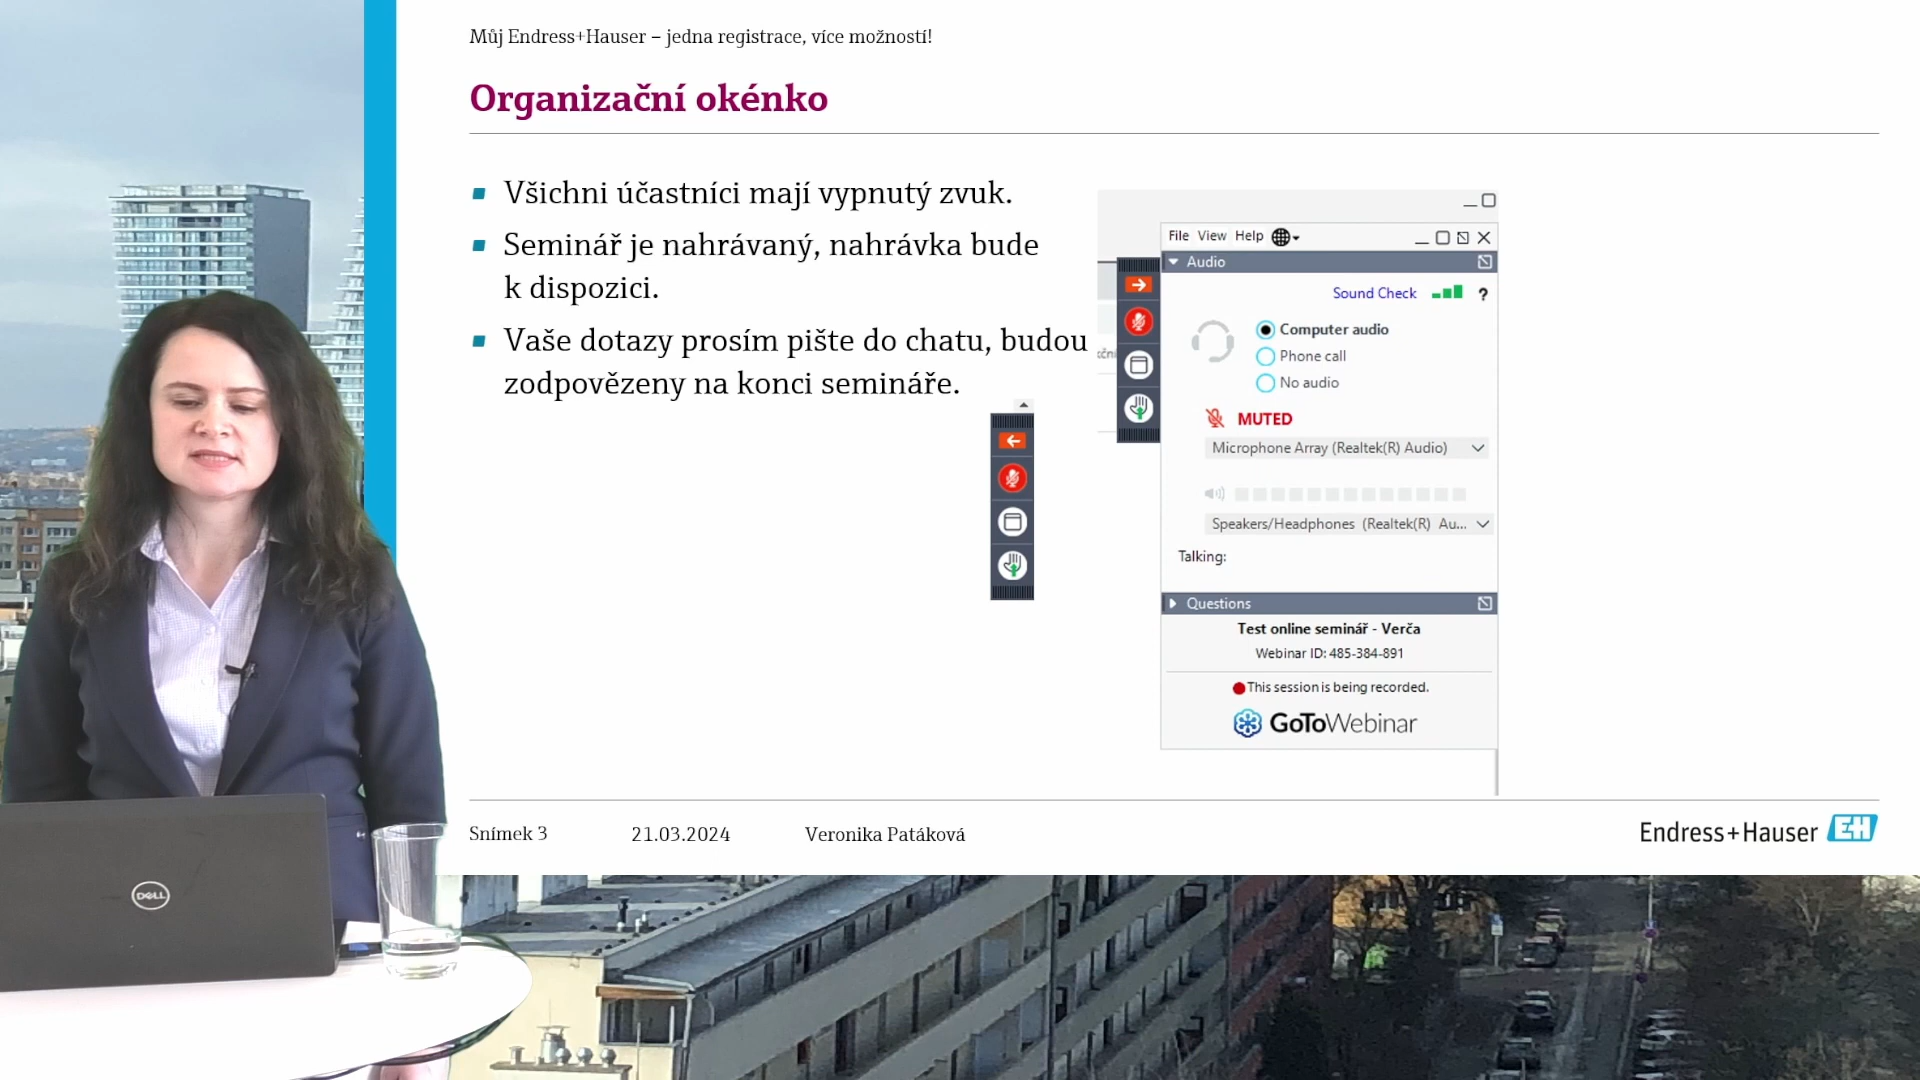 Můj Endress+Hauser – jedna registrace, více možností!
Organizační okénko
Všichni účastníci mají vypnutý zvuk.
Seminář je nahrávaný, nahrávka bude
k dispozici.
Vaše dotazy prosím pište do chatu, budou
zodpovězeny na konci semináře.
File View Help
Audio
Sound Check ?
Computer audio
Phone call
No audio
MUTED
Microphone Array (Realtek(R) Audio)
Speakers/Headphones (Realtek(R) Au...
Talking:
Questions
Test online seminář - Verča
Webinar ID: 485-384-891
This session is being recorded.
GoToWebinar
Snímek 3
21.03.2024
Veronika Patáková
Endress+Hauser EH
DELL